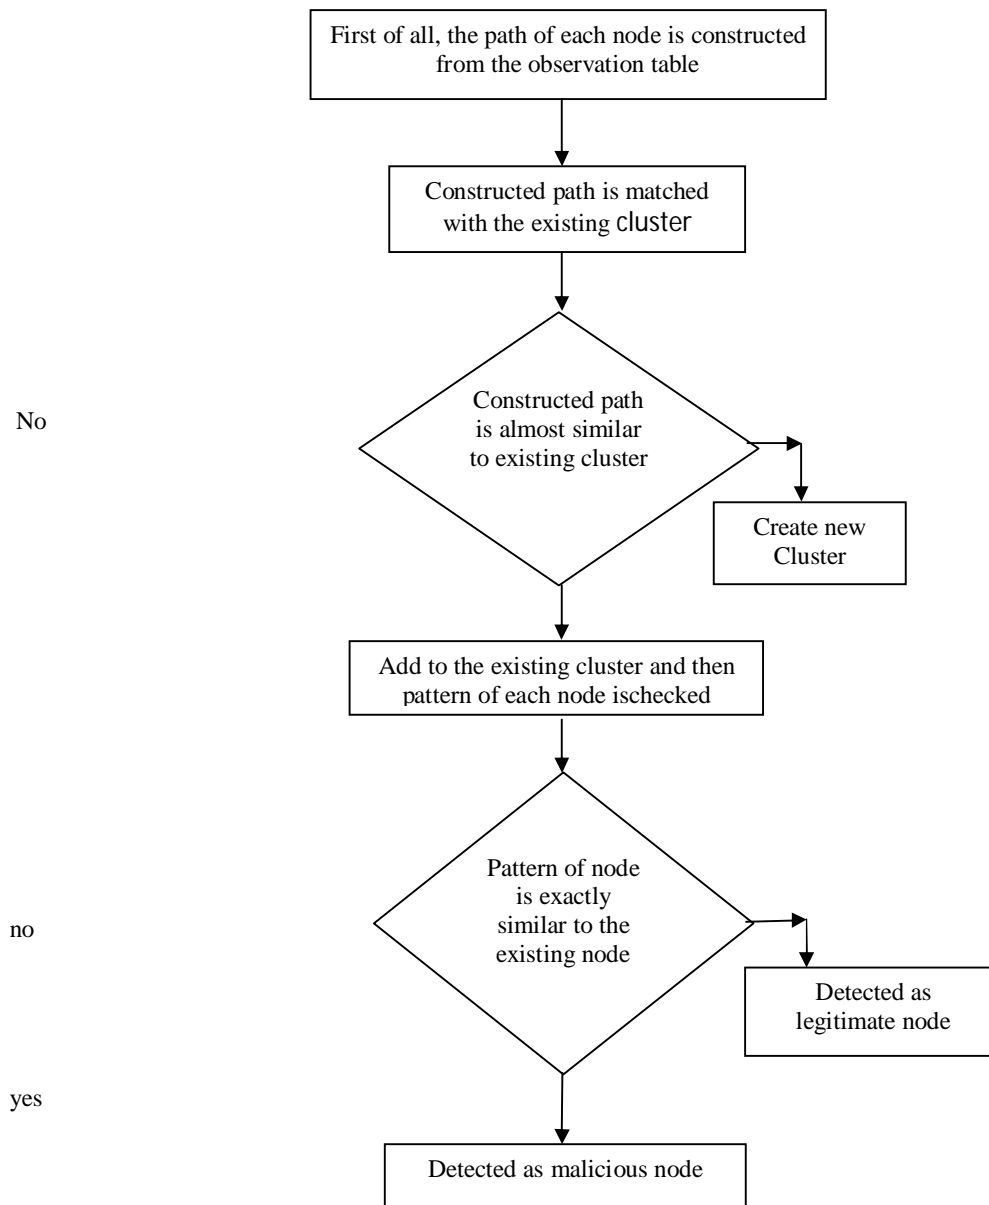 First of all, the path of each node is constructed
from the observation table
Constructed path is matched
with the existing cluster
No
Constructed path
is almost similar
to existing cluster
Create new
Cluster
Add to the existing cluster and then
pattern of each node ischecked
no
Pattern of node
is exactly
similar to the
existing node
Detected as
legitimate node
yes
Detected as malicious node